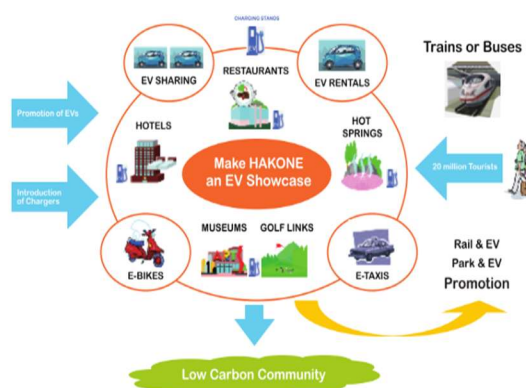 CHARGING STANDS
Trains or Buses
EV SHARING
RESTAURANTS
EV RENTALS
Promotion of EVs
HOTELS
HOT
SPRINGS
Make HAKONE
an EV Showcase
20 million Tourists
Introduction
of Chargers
MUSEUMS
GOLF LINKS
E-BIKES
E-TAXIS
Rail & EV
Park & EV
Promotion
Low Carbon Community